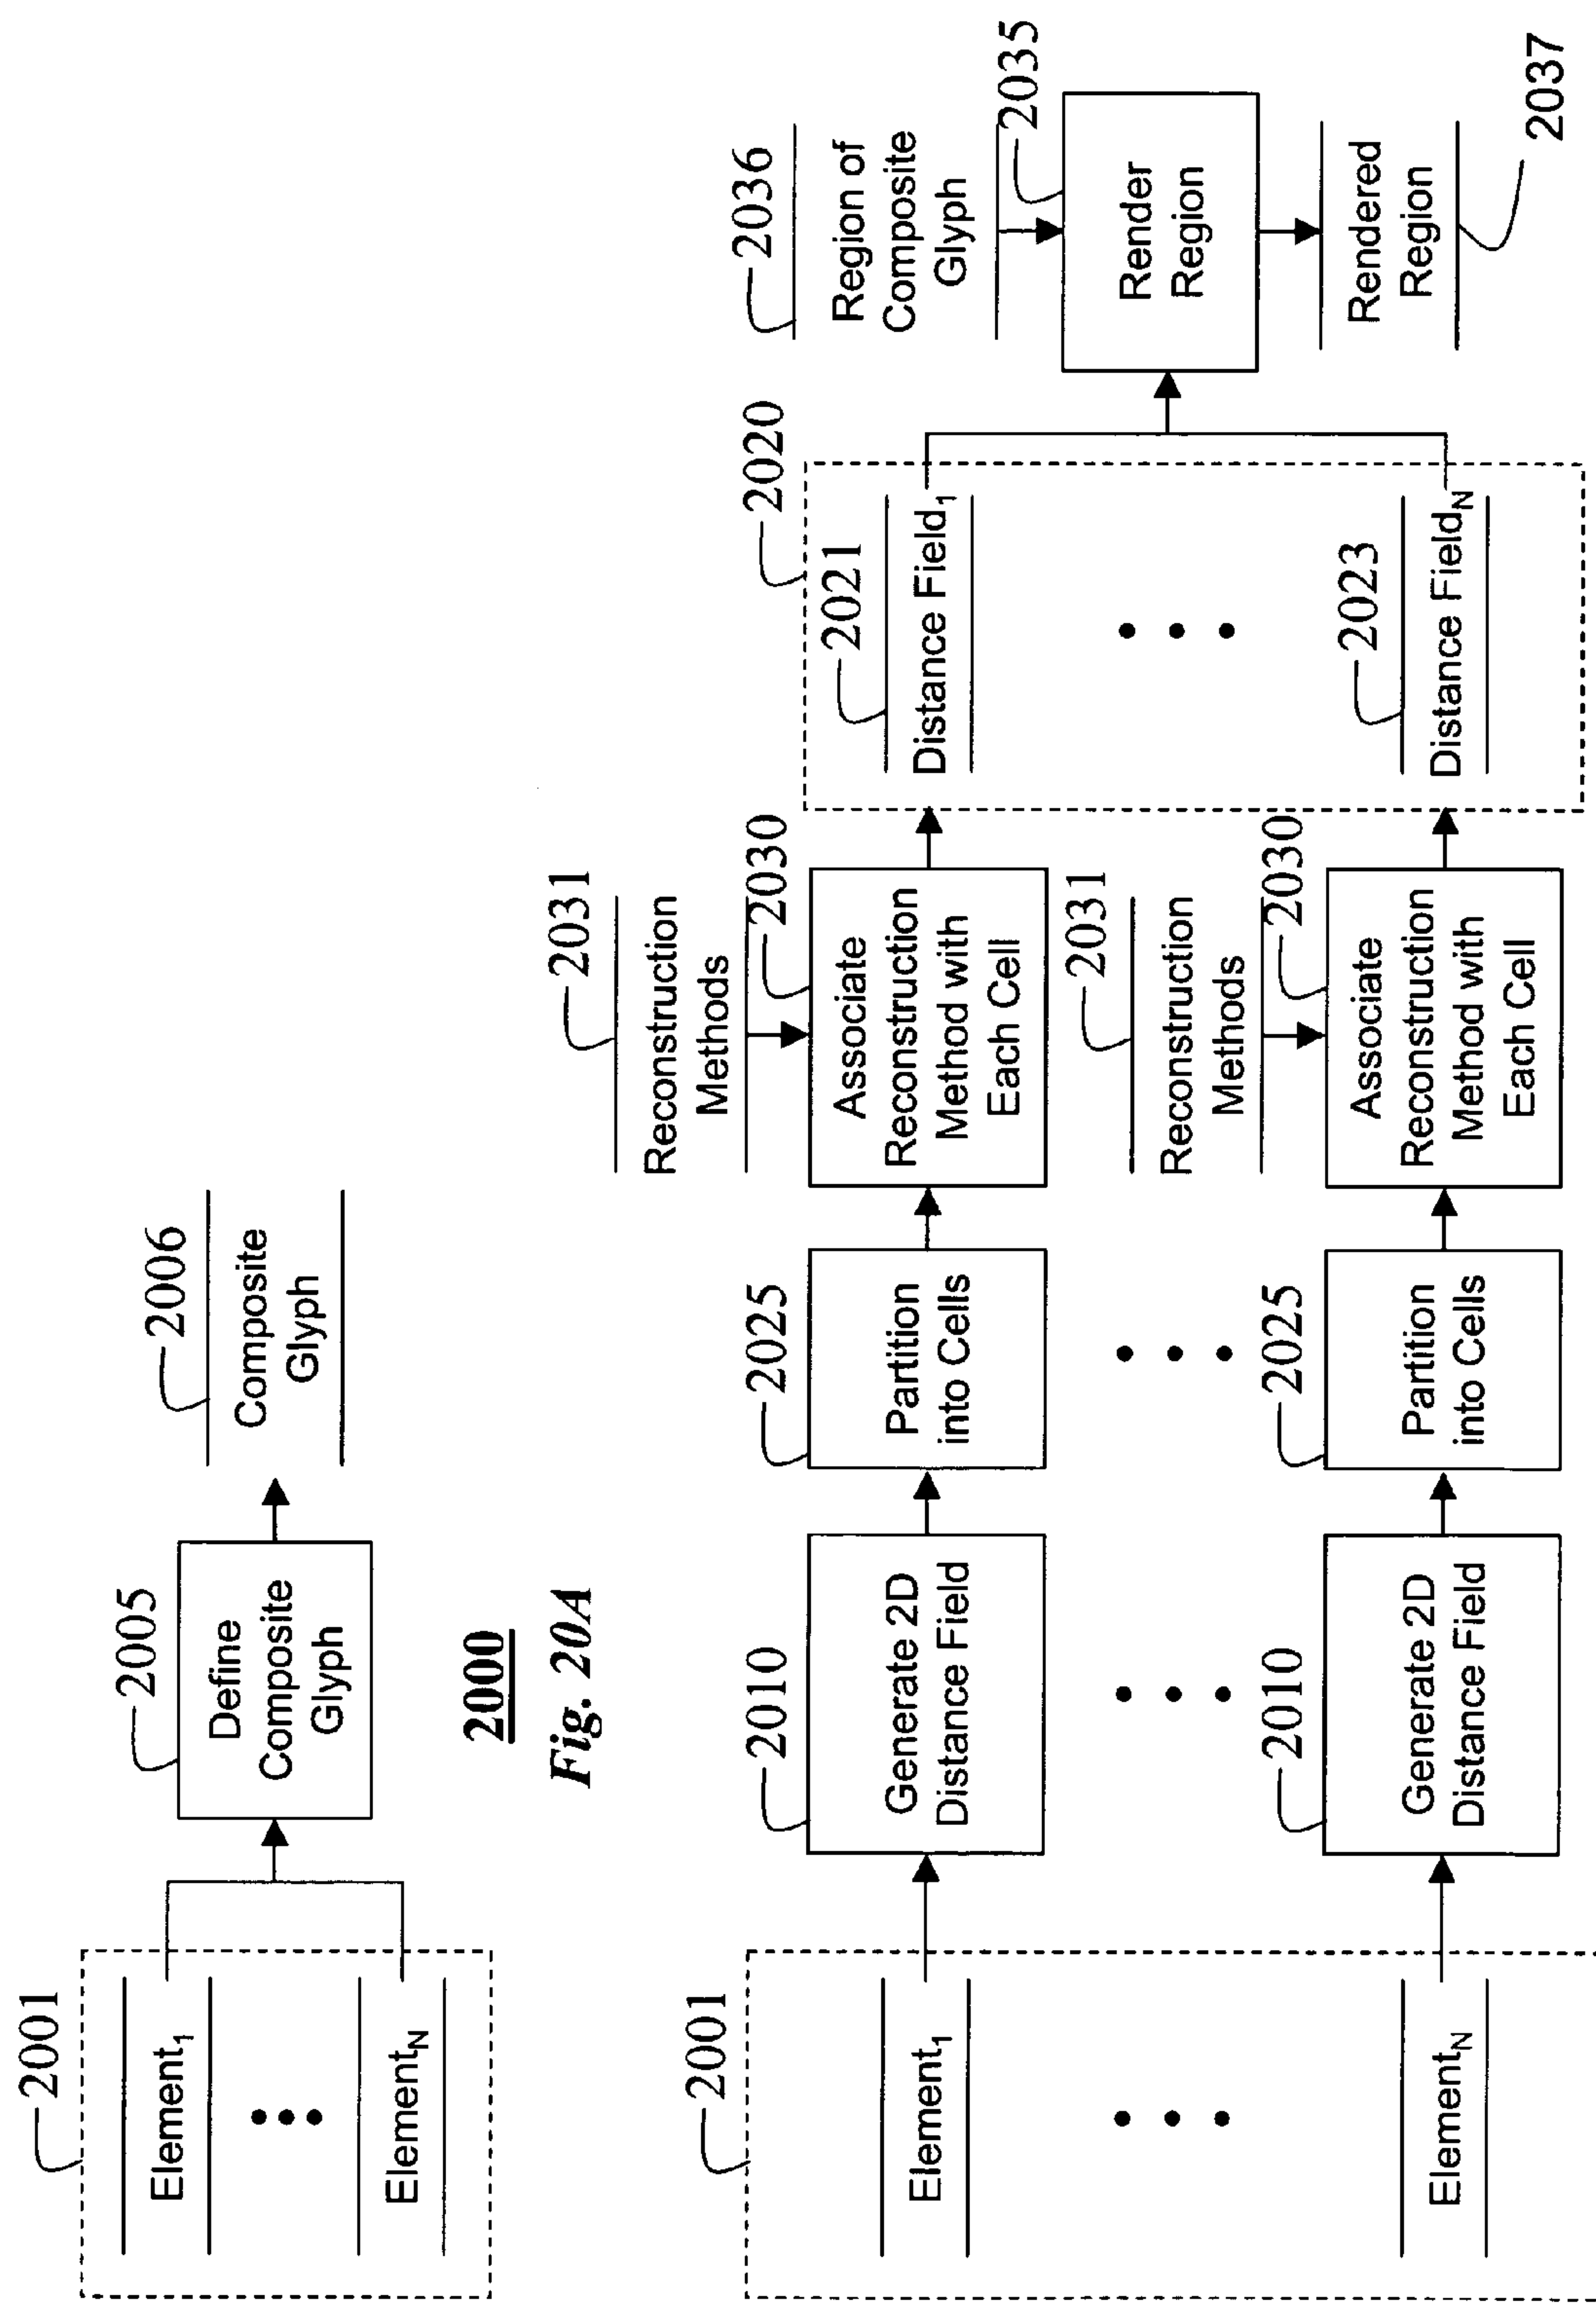 2001
Element1
Element N
2005
Define
Composite
Glyph
2006
Composite
Glyph
2000
Fig. 20A
2001
Element1
Element N
2010
Generate 2D
Distance Field
2025
Partition
into Cells
2031
Reconstruction
Methods
2030
Associate
Reconstruction
Method with
Each Cell
2010
Generate 2D
Distance Field
2025
Partition
into Cells
2031
Reconstruction
Methods
2030
Associate
Reconstruction
Method with
Each Cell
2020
2021
Distance Field1
2023
Distance Field N
2036
Region of
Composite
Glyph
2035
Render
Region
Rendered
Region
2037